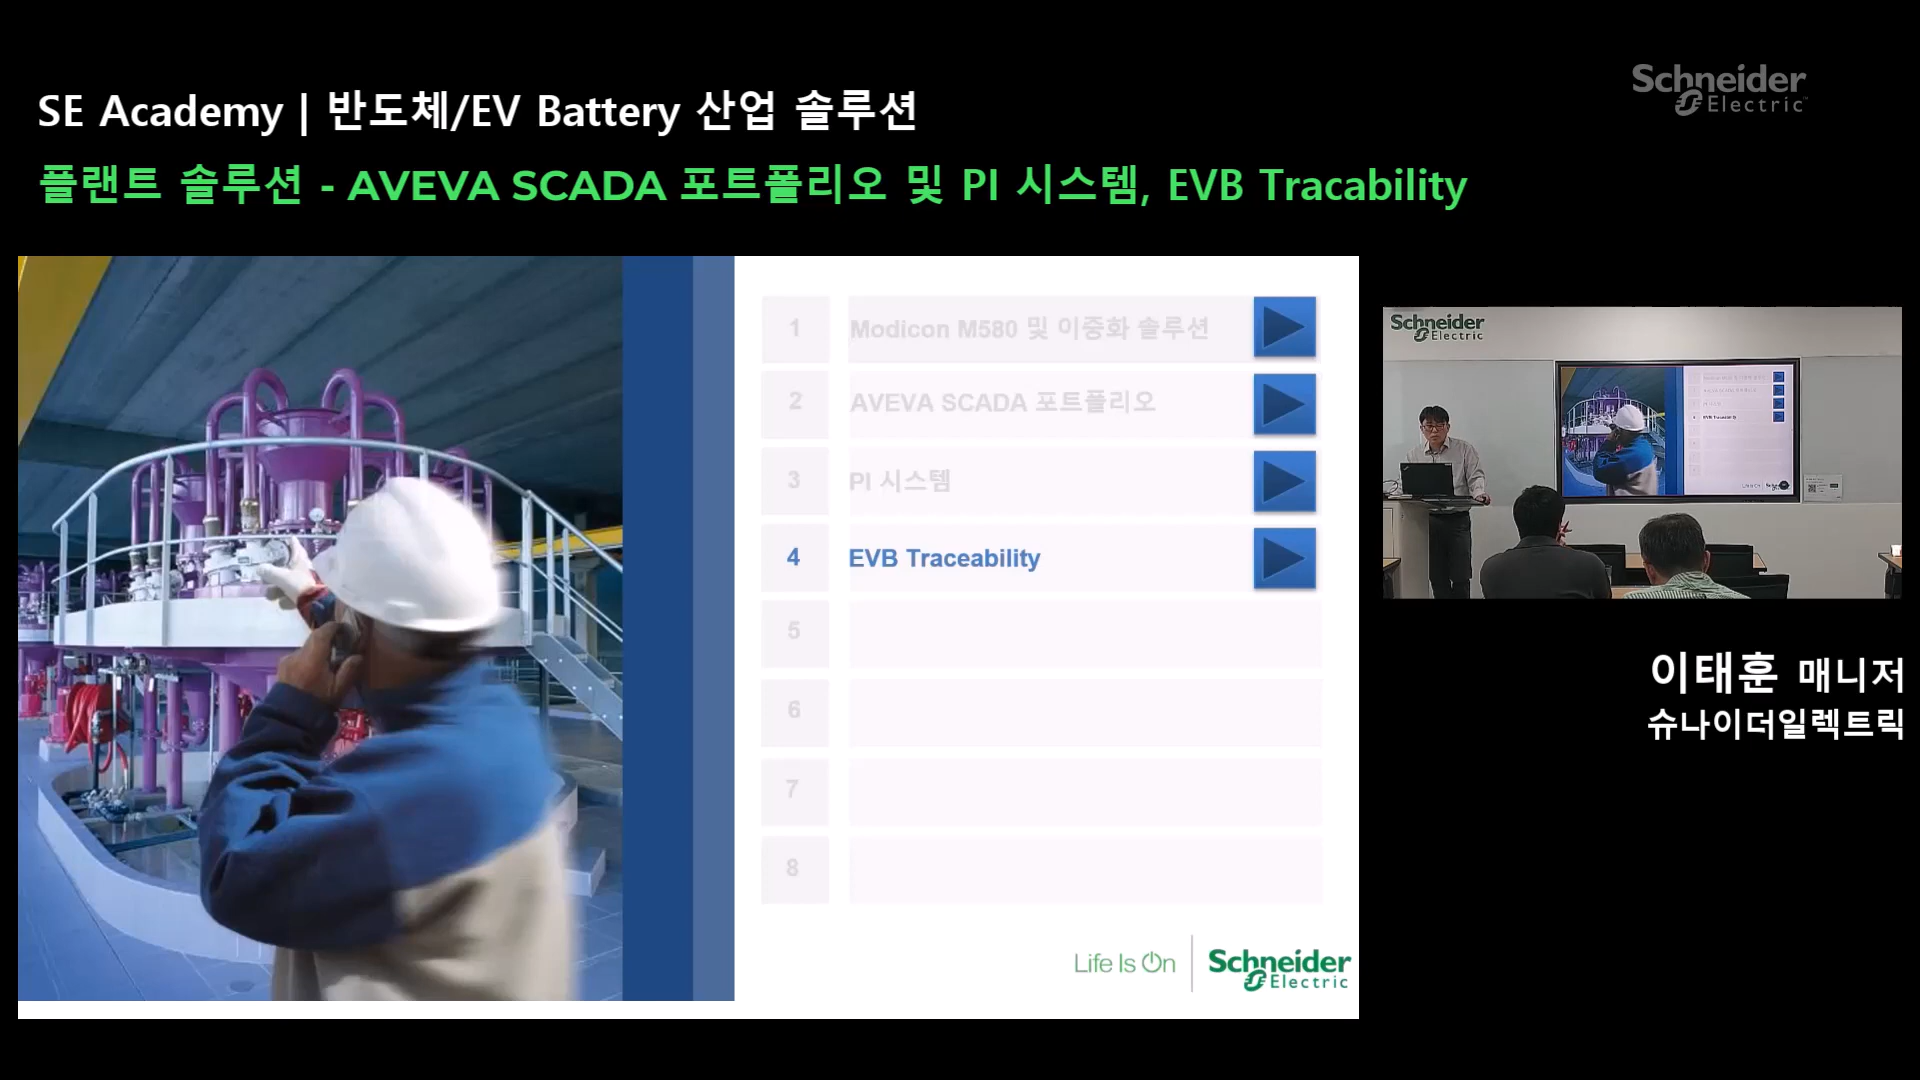 Schneider
Electric
SE Academy | 반도체/EV Battery 산업 솔루션
플랜트 솔루션 - AVEVA SCADA 포트폴리오 및 PI 시스템, EVB Tracability
1 Modicon M580 및 이중화 솔루션
2 AVEVA SCADA 포트폴리오
3 PI 시스템
4 EVB Traceability
5
6
7
8
Life Is On
Schneider
Electric
Schneider
Electric
이태훈 매니저
슈나이더일렉트릭